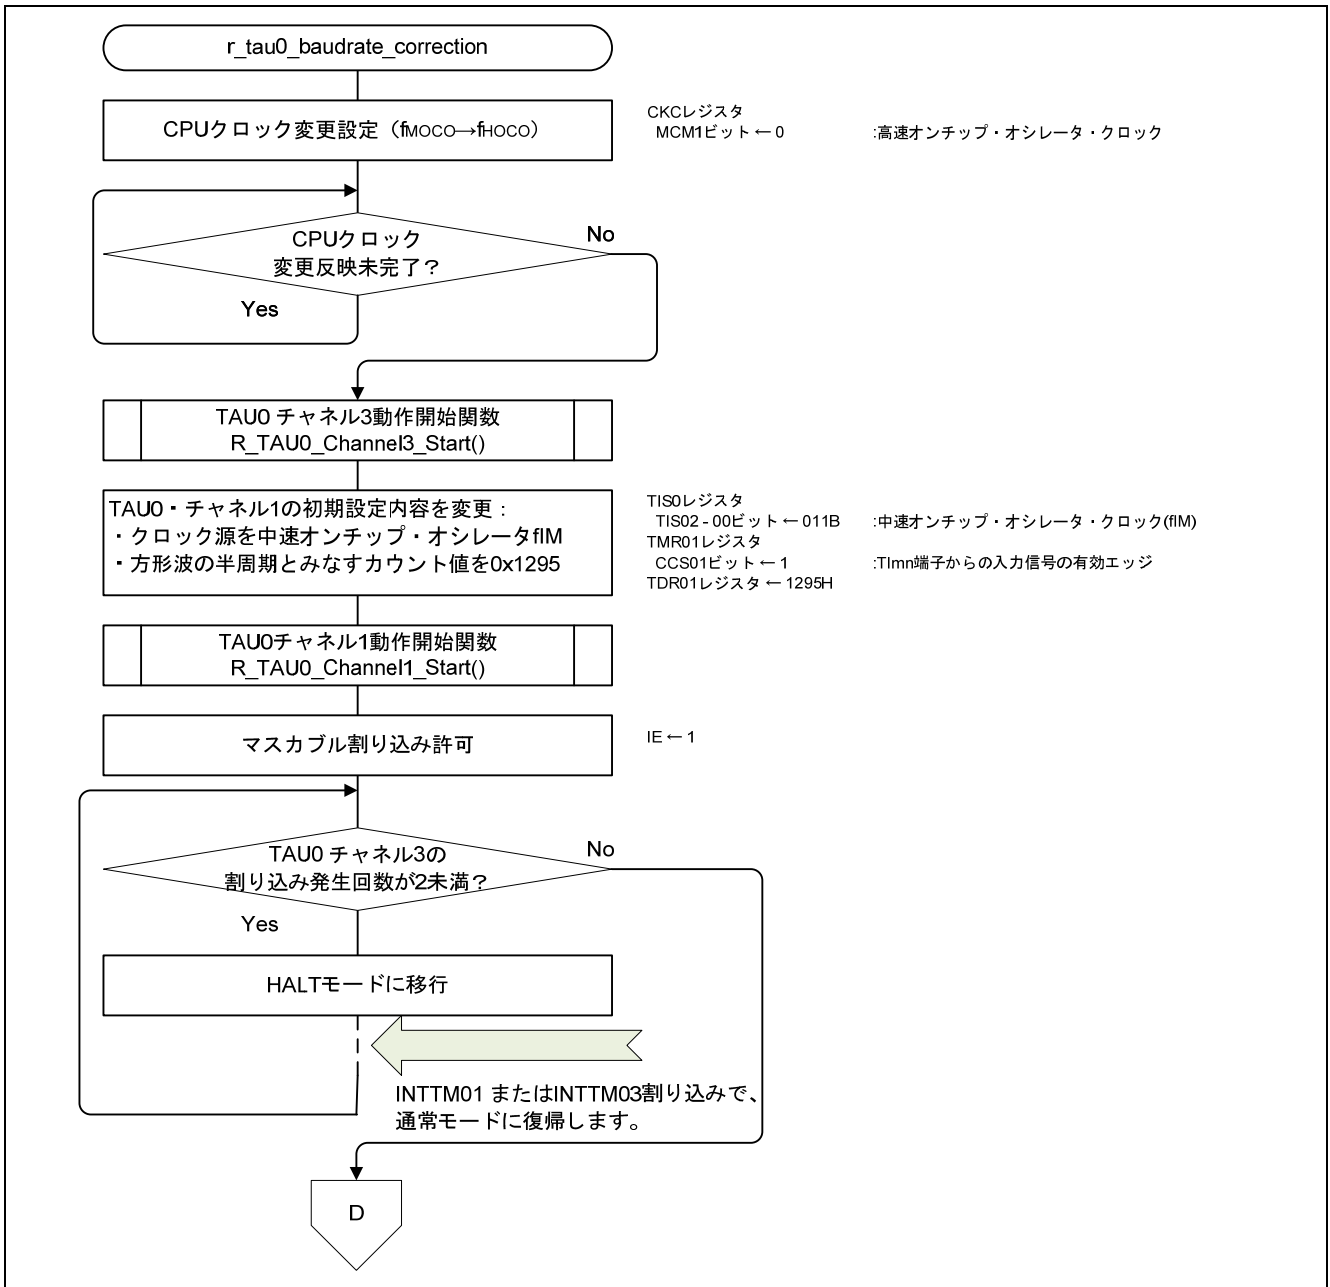 r_tau0_baudrate_correction
CPUクロック変更設定（fMOCO→fHOCO）
CKCレジスタ
MCM1ビット ← 0 :高速オンチップ・オシレータ・クロック
CPUクロック
変更反映未完了？
No
Yes
TAU0 チャネル3動作開始関数
R_TAU0_Channel3_Start()
TAU0・チャネル1の初期設定内容を変更：
・クロック源を中速オンチップ・オシレータfIM
・方形波の半周期とみなすカウント値を0x1295
TIS0レジスタ
TIS02 - 00ビット ← 011B :中速オンチップ・オシレータ・クロック(fIM)
TMR01レジスタ
CCS01ビット ← 1 :TImn端子からの入力信号の有効エッジ
TDR01レジスタ ← 1295H
TAU0チャネル1動作開始関数
R_TAU0_Channel1_Start()
マスカブル割り込み許可
IE ← 1
TAU0 チャネル3の
割り込み発生回数が2未満？
No
Yes
HALTモードに移行
INTTM01 またはINTTM03割り込みで、
通常モードに復帰します。
D